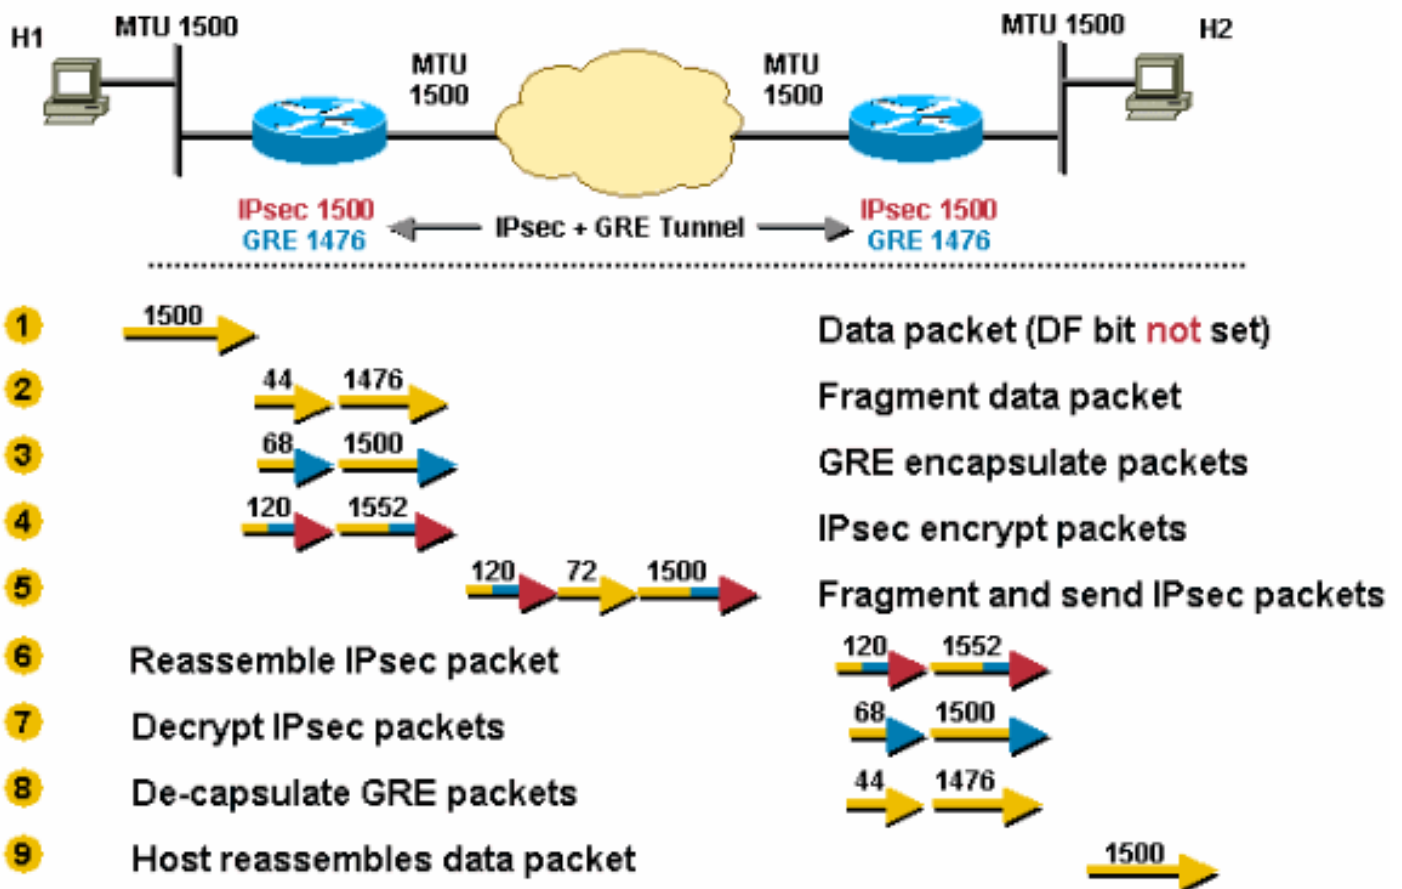 H1
MTU 1500
MTU
1500
MTU
1500
MTU 1500
H2
IPsec 1500
GRE 1476
IPsec + GRE Tunnel
IPsec 1500
GRE 1476
1
1500
Data packet (DF bit not set)
2
44 1476
Fragment data packet
3
68 1500
GRE encapsulate packets
4
120 1552
IPsec encrypt packets
5
120 72 1500
Fragment and send IPsec packets
6
Reassemble IPsec packet
120 1552
7
Decrypt IPsec packets
68 1500
8
De-capsulate GRE packets
44 1476
9
Host reassembles data packet
1500